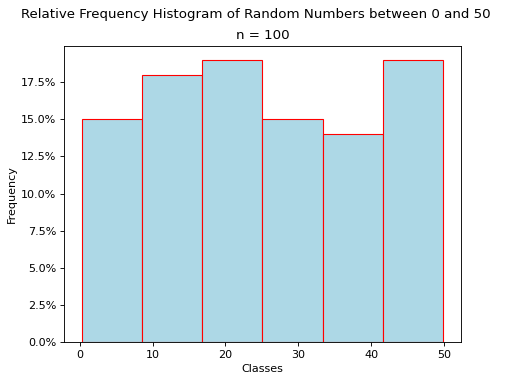 Relative Frequency Histogram of Random Numbers between 0 and 50
n = 100
17.5%
15.0%
12.5%
10.0%
7.5%
5.0%
2.5%
0.0%
Frequency
0 10 20 30 40 50
Classes